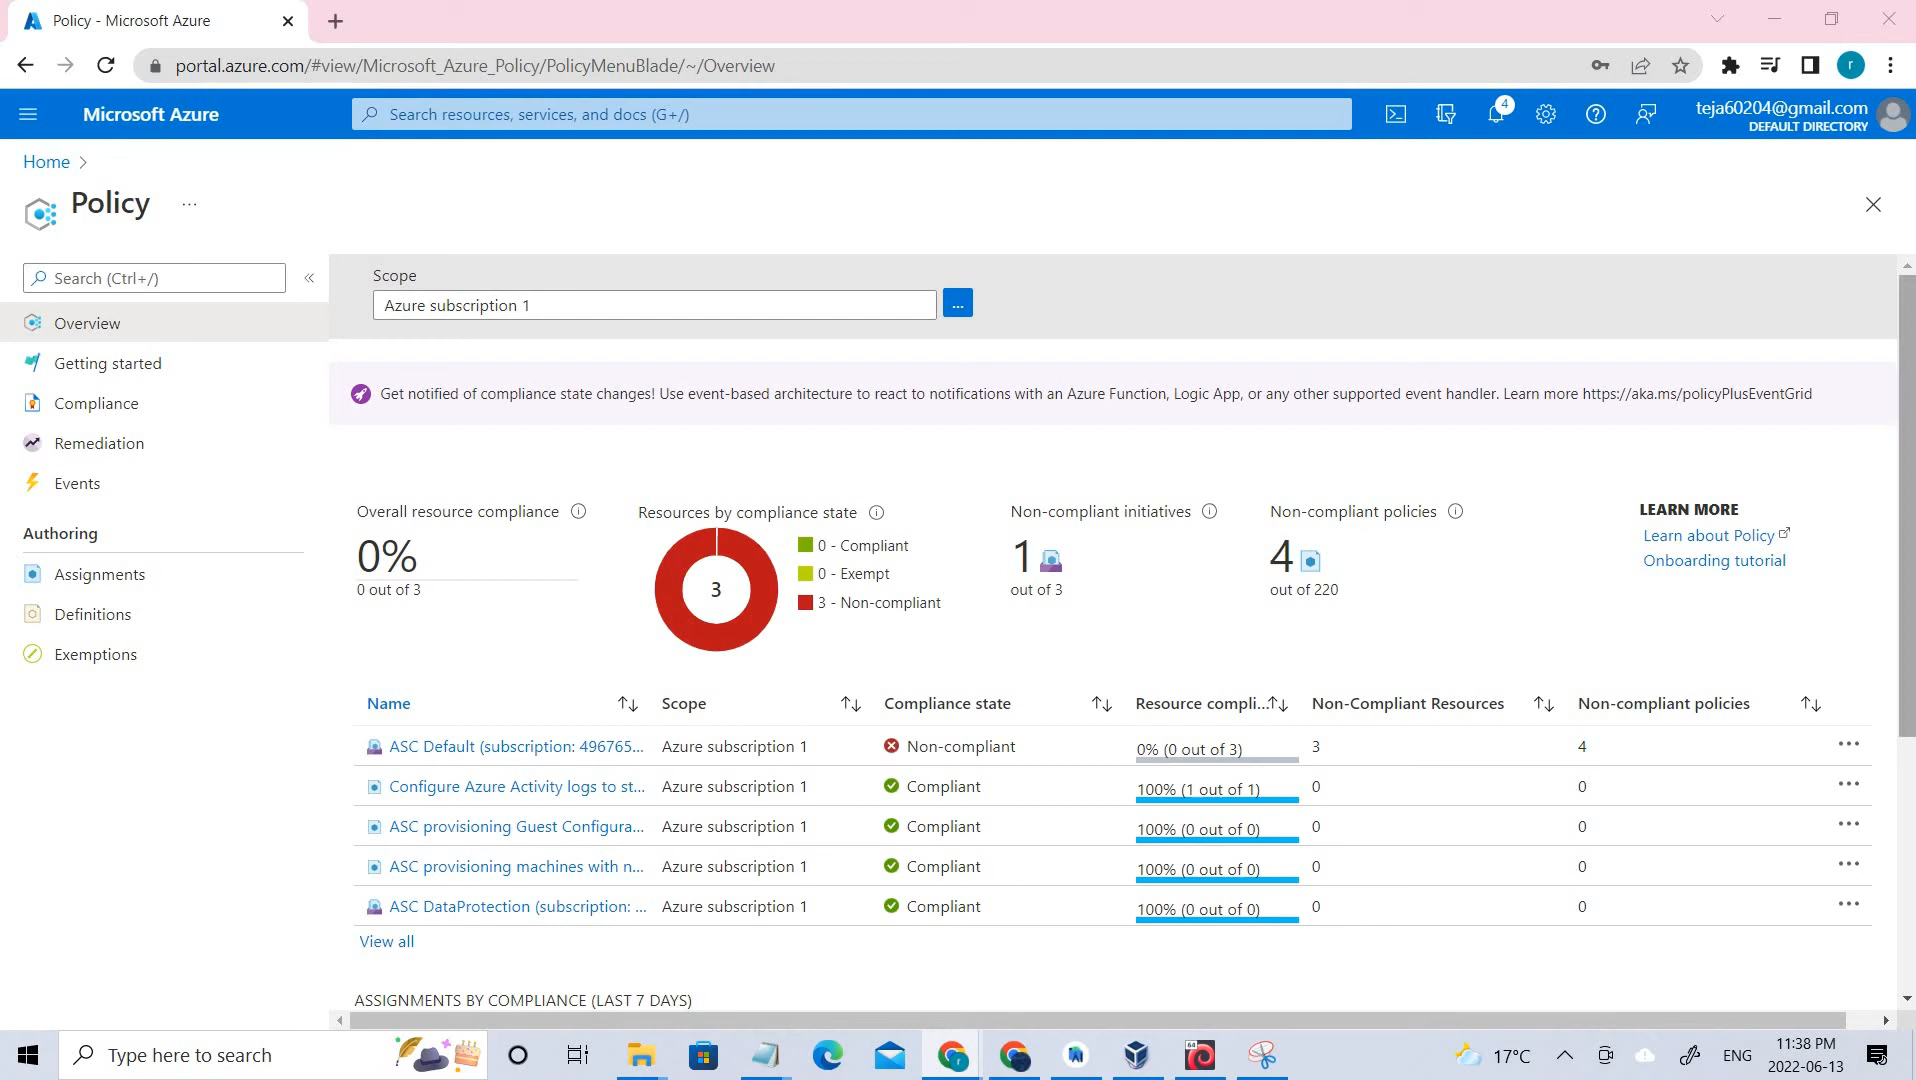 Policy - Microsoft Azure
portal.azure.com/#view/Microsoft_Azure_Policy/PolicyMenuBlade/~/Overview
r
Microsoft Azure
Search resources, services, and docs (G+/)
4
teja60204@gmail.com
DEFAULT DIRECTORY
Home
Policy
...
Search (Ctrl+/)
Overview
Getting started
Compliance
Remediation
Events
Authoring
Assignments
Definitions
Exemptions
Scope
Azure subscription 1
...
Get notified of compliance state changes! Use event-based architecture to react to notifications with an Azure Function, Logic App, or any other supported event handler. Learn more https://aka.ms/policyPlusEventGrid
Overall resource compliance
0%
0 out of 3
Resources by compliance state
3
0 - Compliant
0 - Exempt
3 - Non-compliant
Non-compliant initiatives
1
out of 3
Non-compliant policies
4
out of 220
LEARN MORE
Learn about Policy
Onboarding tutorial
Name Scope Compliance state Resource compli... Non-Compliant Resources Non-compliant policies
ASC Default (subscription: 496765... Azure subscription 1 Non-compliant 0% (0 out of 3) 3 4 ...
Configure Azure Activity logs to st... Azure subscription 1 Compliant 100% (1 out of 1) 0 0 ...
ASC provisioning Guest Configura... Azure subscription 1 Compliant 100% (0 out of 0) 0 0 ...
ASC provisioning machines with n... Azure subscription 1 Compliant 100% (0 out of 0) 0 0 ...
ASC DataProtection (subscription: ... Azure subscription 1 Compliant 100% (0 out of 0) 0 0 ...
View all
ASSIGNMENTS BY COMPLIANCE (LAST 7 DAYS)
Type here to search
r
64
17°C
ENG
11:38 PM
2022-06-13